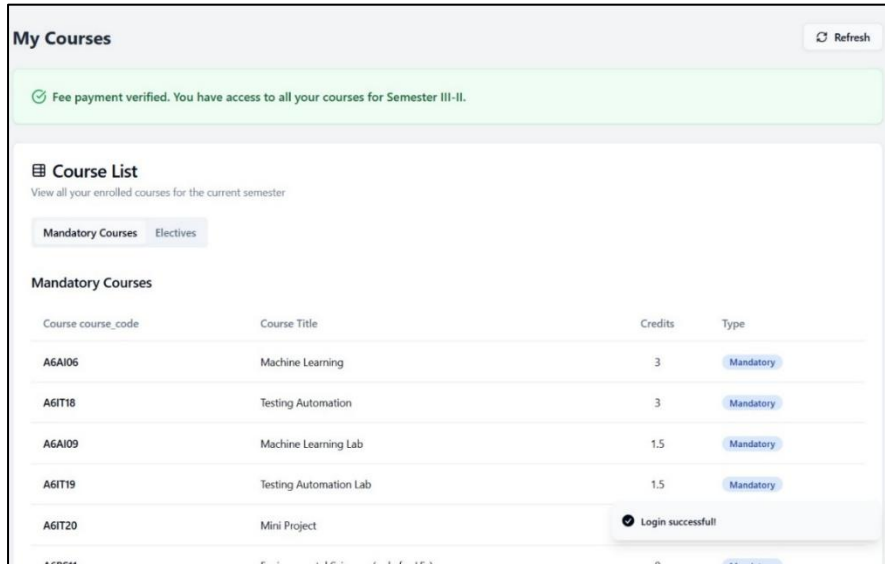 My Courses
Refresh
Fee payment verified. You have access to all your courses for Semester III-II.
Course List
View all your enrolled courses for the current semester
Mandatory Courses Electives
Mandatory Courses
Course course_code Course Title Credits Type
A6AI06 Machine Learning 3 Mandatory
A6IT18 Testing Automation 3 Mandatory
A6AI09 Machine Learning Lab 1.5 Mandatory
A6IT19 Testing Automation Lab 1.5 Mandatory
A6IT20 Mini Project
Login successful!